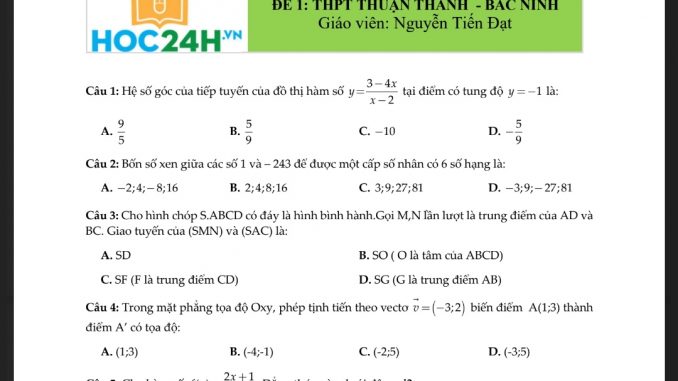 HOC24H.VN
ĐỀ 1: THPT THUẬN THÀNH - BẮC NINH
Giáo viên: Nguyễn Tiến Đạt
Câu 1: Hệ số góc của tiếp tuyến của đồ thị hàm số y=\frac{3-4x}{x-2} tại điểm có tung độ y=-1 là:
A. \frac{9}{5} B. \frac{5}{9} C. -10 D. -\frac{5}{9}
Câu 2: Bốn số xen giữa các số 1 và – 243 để được một cấp số nhân có 6 số hạng là:
A. -2;4;-8;16 B. 2;4;8;16 C. 3;9;27;81 D. -3;9;-27;81
Câu 3: Cho hình chóp S.ABCD có đáy là hình bình hành.Gọi M,N lần lượt là trung điểm của AD và
BC. Giao tuyến của (SMN) và (SAC) là:
A. SD B. SO ( O là tâm của ABCD)
C. SF (F là trung điểm CD) D. SG (G là trung điểm AB)
Câu 4: Trong mặt phẳng tọa độ Oxy, phép tịnh tiến theo vectơ \vec{v}=(-3;2) biến điểm A(1;3) thành
điểm A’ có tọa độ:
A. (1;3) B. (-4;-1) C. (-2;5) D. (-3;5)
2x+1